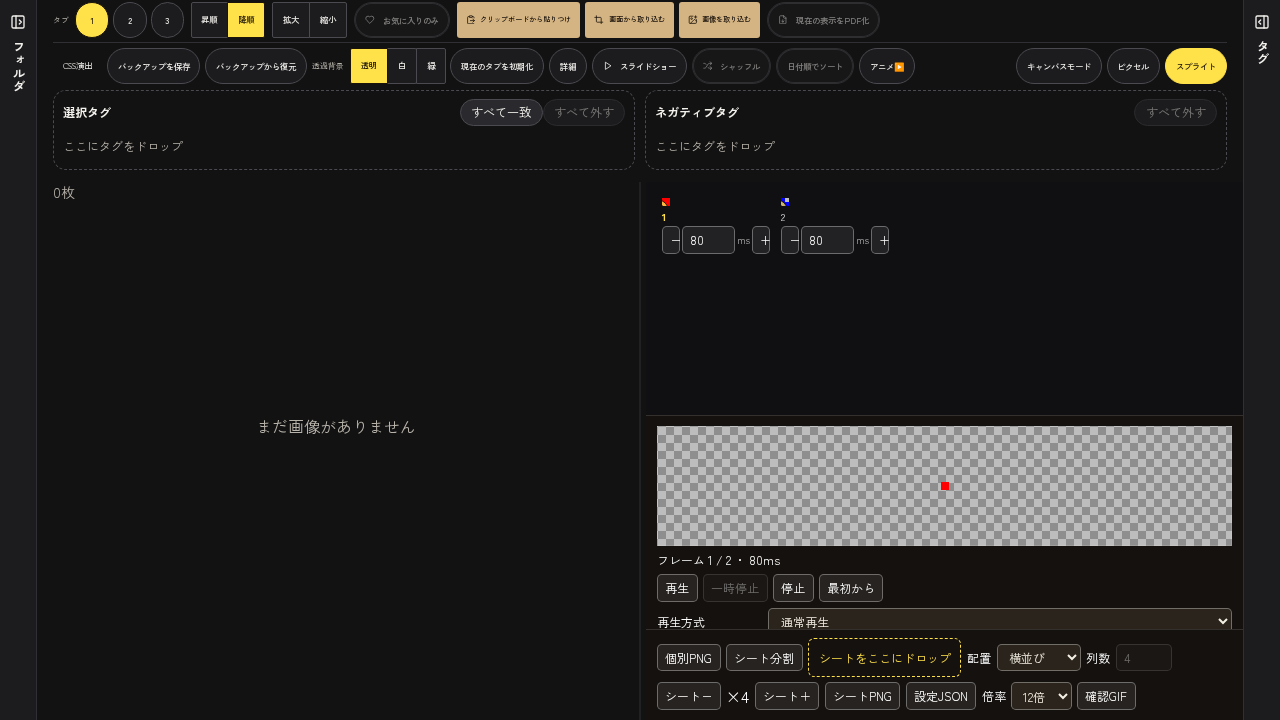 フォルダ
タブ 1 2 3 昇順 降順 拡大 縮小 お気に入りのみ クリップボードから貼りつけ 画面から取り込む 画像を取り込む 現在の表示をPDF化
タグ
CSS演出 バックアップを保存 バックアップから復元 透過背景 透明 白 緑 現在のタブを初期化 詳細 スライドショー シャッフル 日付順でソート アニメ▶️ キャンバスモード ピクセル スプライト
選択タグ すべて一致 すべて外す
ここにタグをドロップ
ネガティブタグ すべて外す
ここにタグをドロップ
0枚
まだ画像がありません
1 2
− 80 ms + − 80 ms +
フレーム 1 / 2 ・ 80ms
再生 一時停止 停止 最初から
再生方式 通常再生
個別PNG シート分割 シートをここにドロップ 配置 横並び 列数 4
シート− ×4 シート+ シートPNG 設定JSON 倍率 12倍 確認GIF